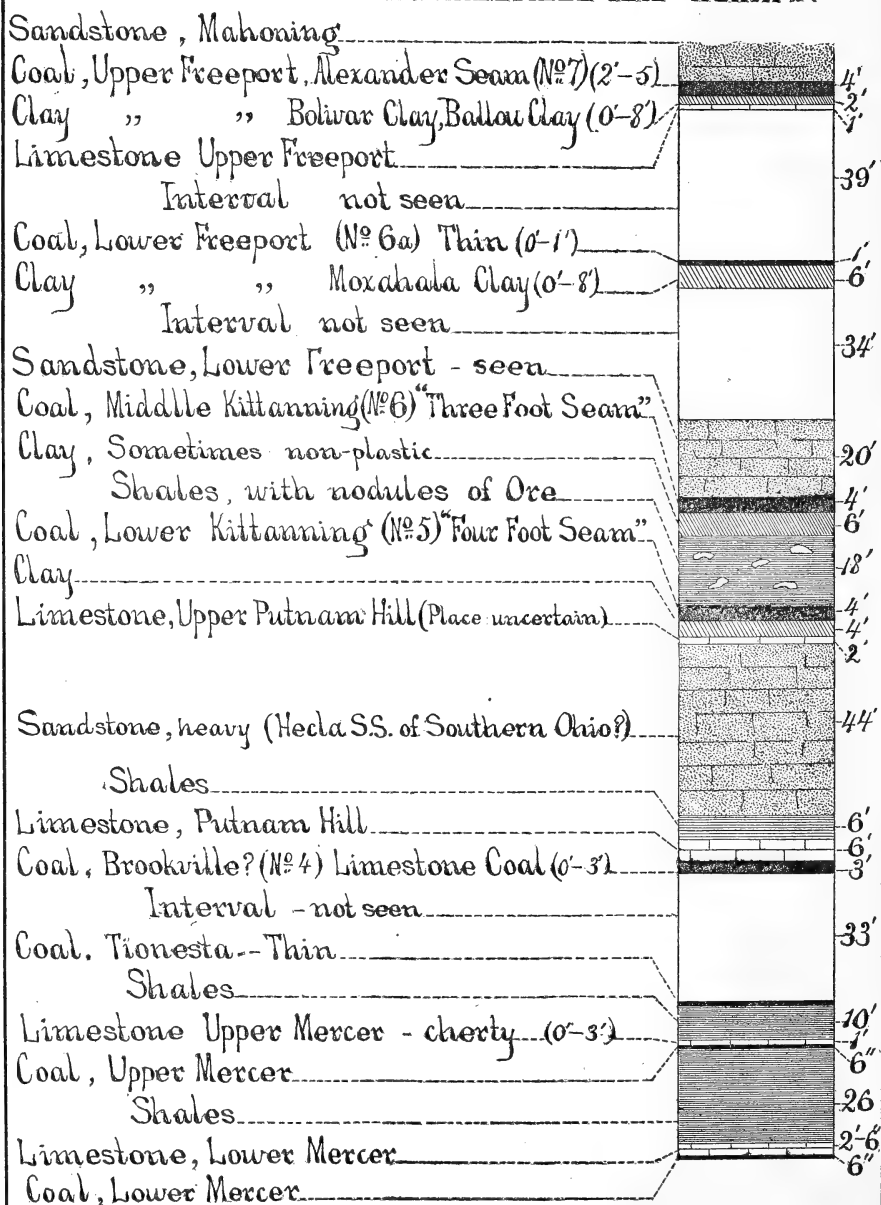 Sandstone, Mahoning
Coal, Upper Freeport, Alexander Seam (No 7) (2'-5) 4'
Clay ,, ,, Bolivar Clay, Ballou Clay (0'-8') 2'
Limestone Upper Freeport 1'
Interval not seen 39'
Coal, Lower Freeport (No 6a) Thin (0'-1') 1'
Clay ,, ,, Moxahala Clay (0'-8') 6'
Interval not seen 34'
Sandstone, Lower Freeport - seen 20'
Coal, Middlle Kittanning (No 6) "Three Foot Seam" 4'
Clay, Sometimes non-plastic 6'
Shales, with nodules of Ore 18'
Coal, Lower Kittanning (No 5) "Four Foot Seam" 4'
Clay 4'
Limestone, Upper Putnam Hill (Place uncertain) 2'
Sandstone, heavy (Hecla S.S. of Southern Ohio?) 44'
Shales 6'
Limestone, Putnam Hill 6'
Coal, Brookville? (No 4) Limestone Coal (0'-3') 3'
Interval - not seen 33'
Coal. Tionesta -- Thin
Shales 10'
Limestone Upper Mercer - cherty (0'-3') 1'
Coal, Upper Mercer 6"
Shales 26
Limestone, Lower Mercer 2'-6
Coal, Lower Mercer 6"